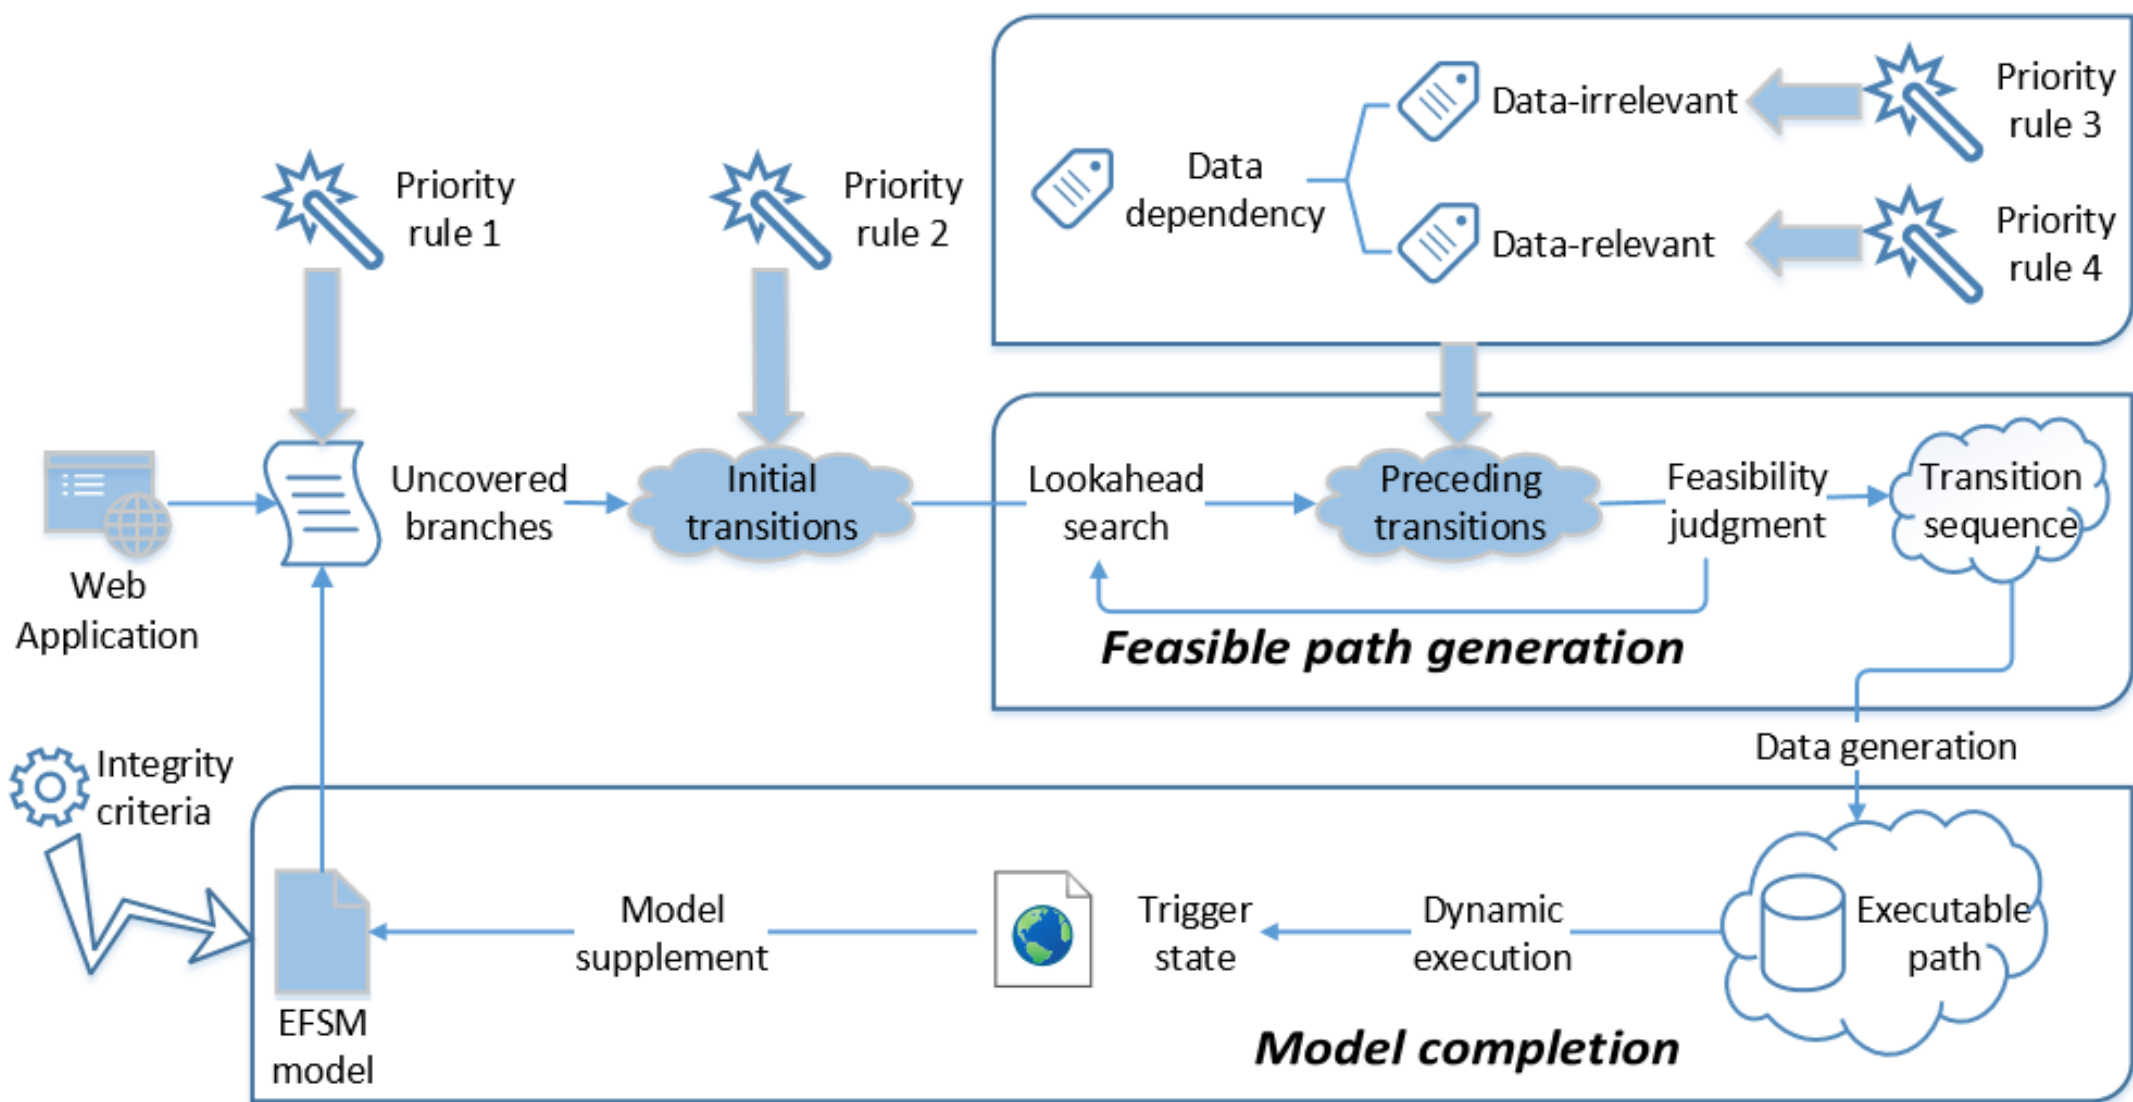 Priority
rule 1
Priority
rule 2
Data
dependency
Data-irrelevant
Priority
rule 3
Data-relevant
Priority
rule 4
Web
Application
Uncovered
branches
Initial
transitions
Lookahead
search
Preceding
transitions
Feasibility
judgment
Transition
sequence
Feasible path generation
Data generation
Integrity
criteria
EFSM
model
Model
supplement
Trigger
state
Dynamic
execution
Executable
path
Model completion